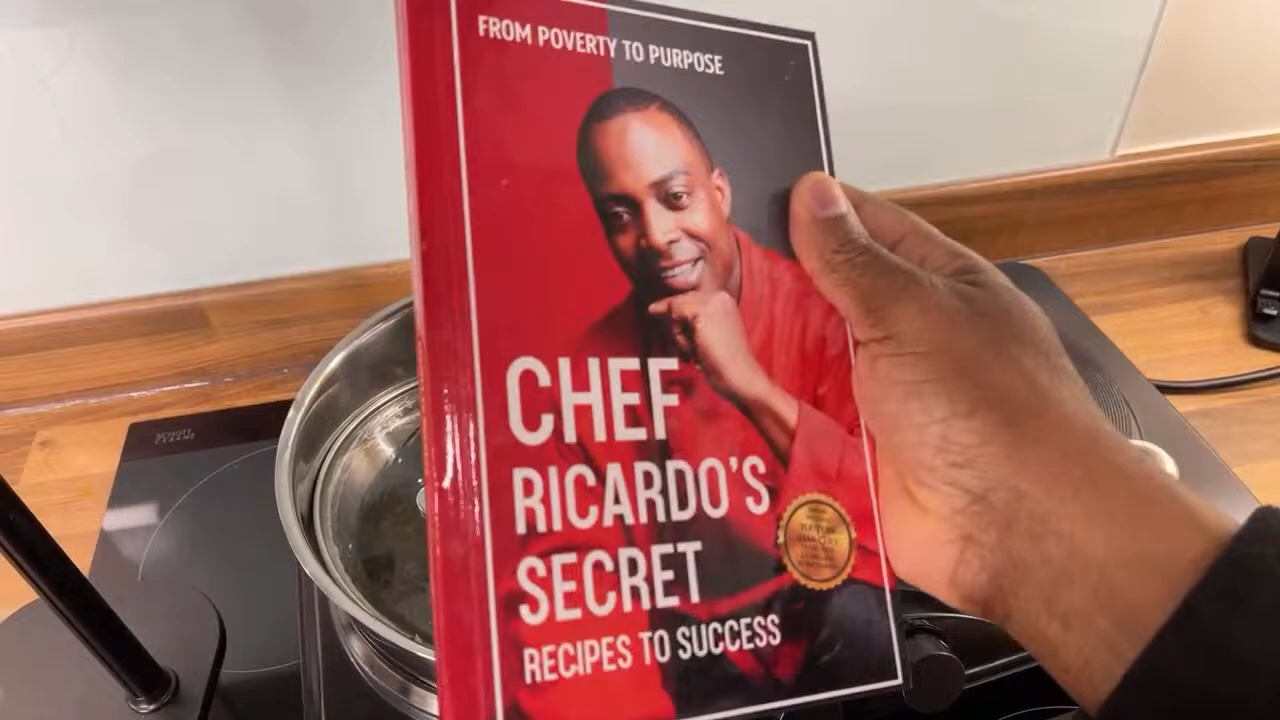 FROM POVERTY TO PURPOSE
CHEF
RICARDO'S
SECRET
RECIPES TO SUCCESS